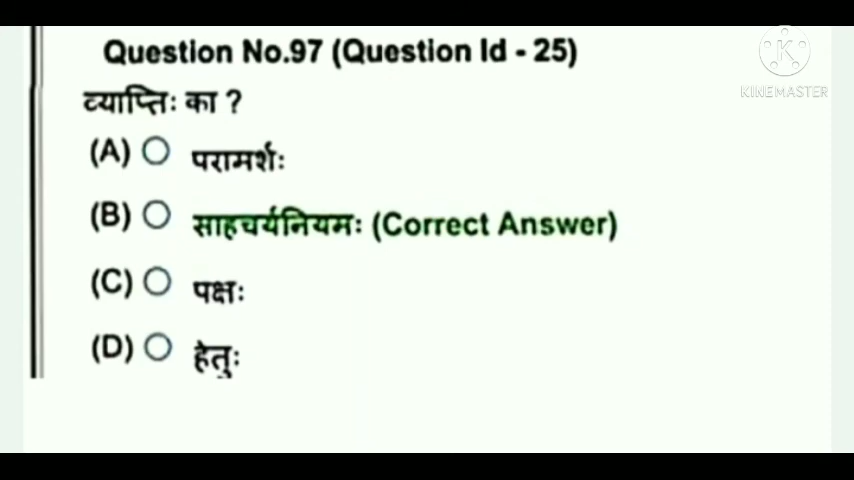 Question No.97 (Question Id - 25)
K
KINEMASTER
व्याप्तिः का ?
(A) परामर्शः
(B) साहचर्यनियमः (Correct Answer)
(C) पक्षः
(D) हेतुः